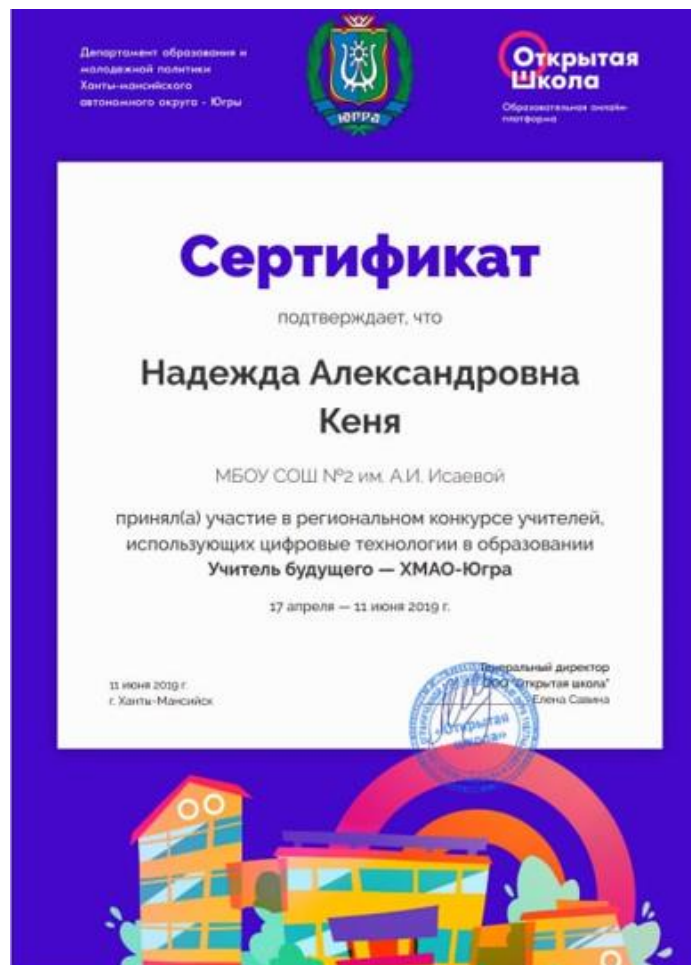 Департамент образования и
молодежной политики
Ханты-мансийского
автономного округа - Югры
ЮГРА
Открытая
Школа
Образовательная онлайн-
платформа
Сертификат
подтверждает, что
Надежда Александровна
Кеня
МБОУ СОШ №2 им. А.И. Исаевой
принял(а) участие в региональном конкурсе учителей,
использующих цифровые технологии в образовании
Учитель будущего — ХМАО-Югра
17 апреля — 11 июня 2019 г.
11 июня 2019 г.
г. Ханты-Мансийск
Генеральный директор
ООО "Открытая школа"
Елена Савина
«Открытая
школа»